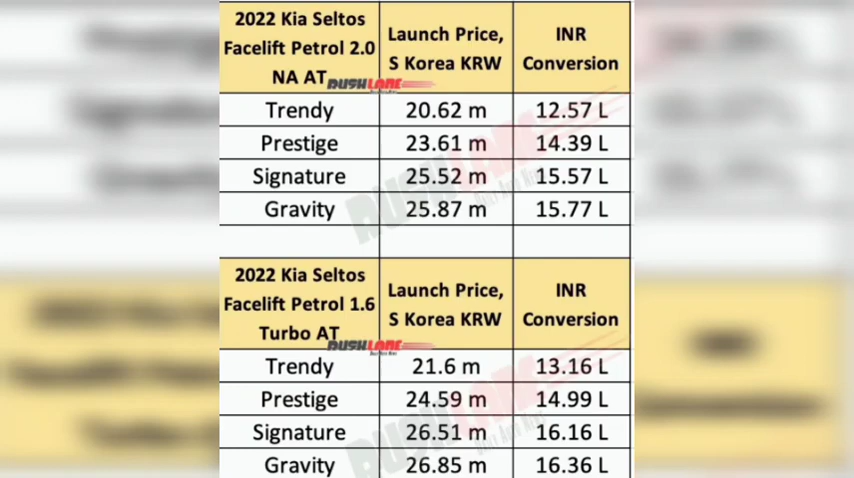 2022 Kia Seltos
Facelift Petrol 2.0
NA AT
Launch Price,
S Korea KRW
INR
Conversion
RUSHLANE
Trendy 20.62 m 12.57 L
Prestige 23.61 m 14.39 L
Signature 25.52 m 15.57 L
Gravity 25.87 m 15.77 L
2022 Kia Seltos
Facelift Petrol 1.6
Turbo AT
Launch Price,
S Korea KRW
INR
Conversion
RUSHLANE
Trendy 21.6 m 13.16 L
Prestige 24.59 m 14.99 L
Signature 26.51 m 16.16 L
Gravity 26.85 m 16.36 L